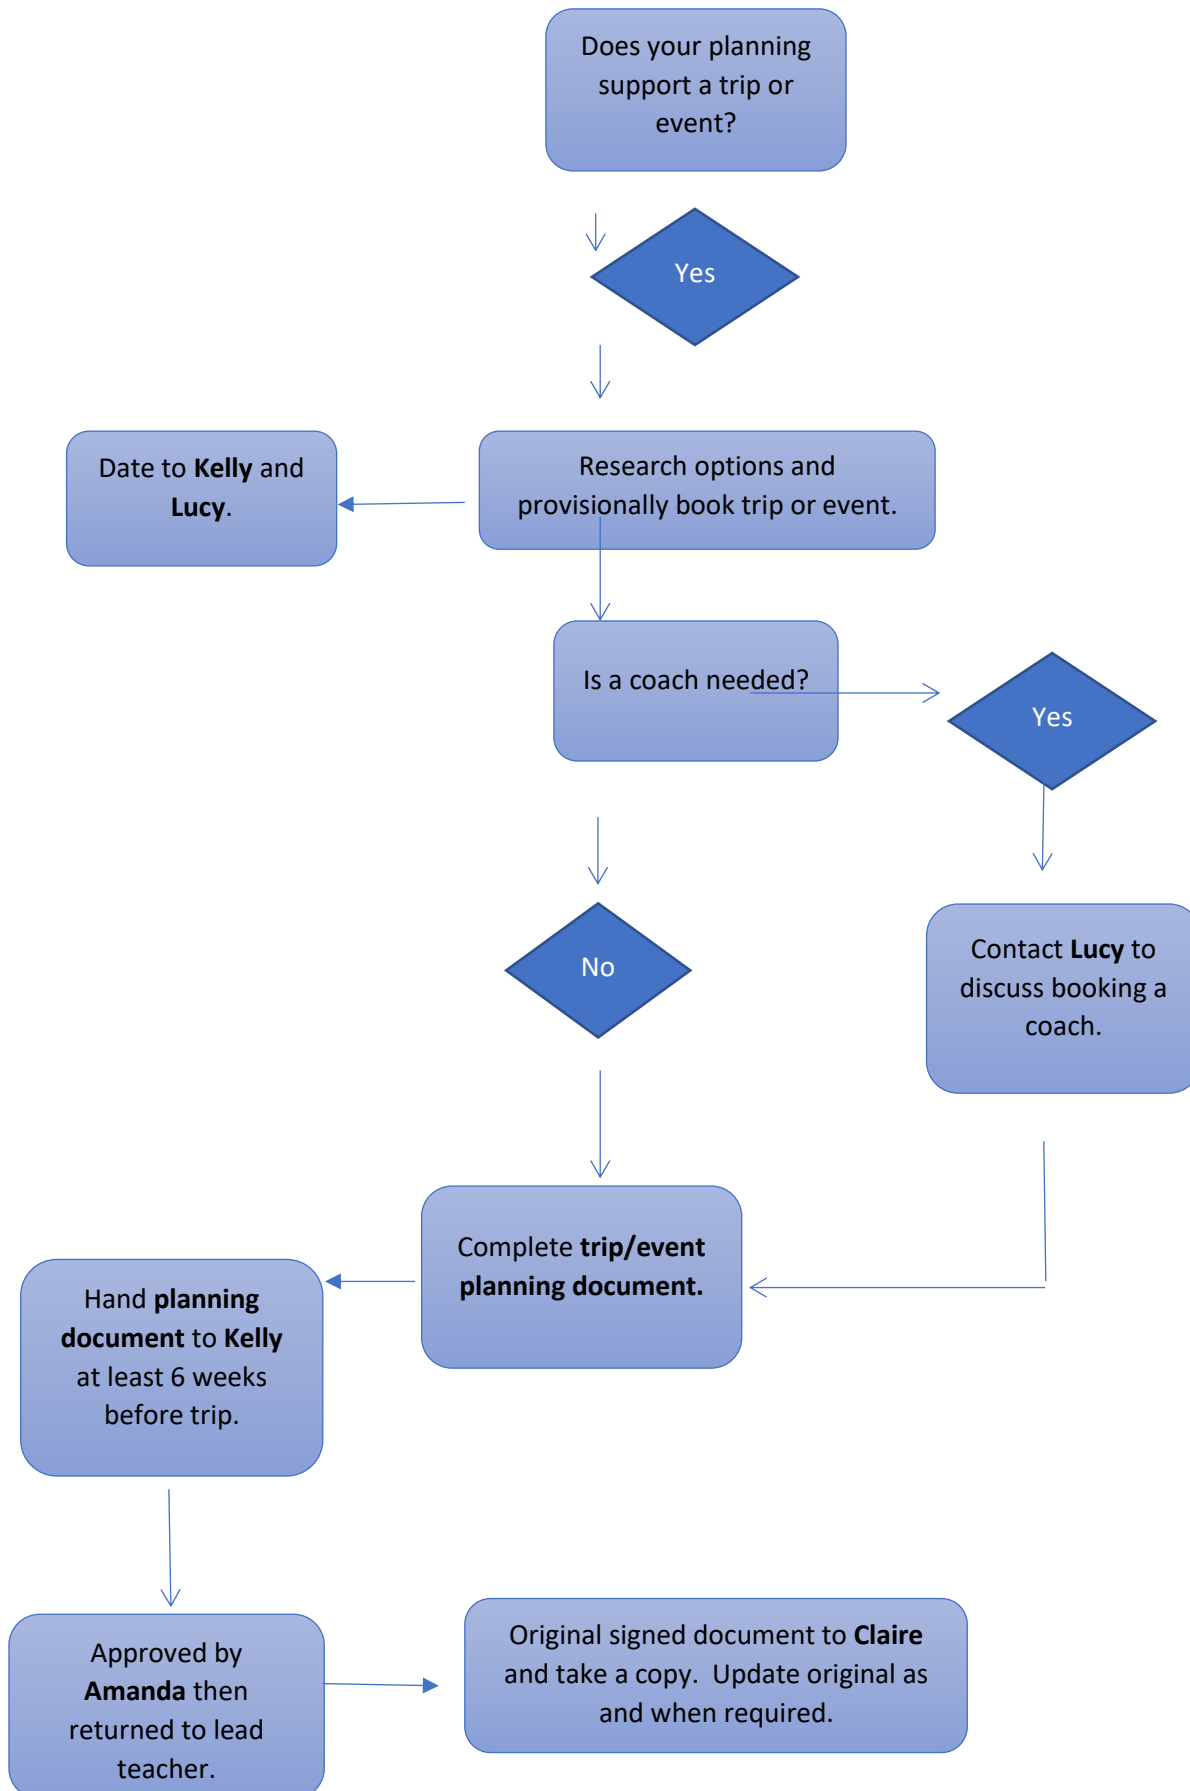 Does your planning
support a trip or
event?
Yes
Date to Kelly and
Lucy.
Research options and
provisionally book trip or event.
Is a coach needed?
Yes
No
Contact Lucy to
discuss booking a
coach.
Complete trip/event
planning document.
Hand planning
document to Kelly
at least 6 weeks
before trip.
Approved by
Amanda then
returned to lead
teacher.
Original signed document to Claire
and take a copy.  Update original as
and when required.